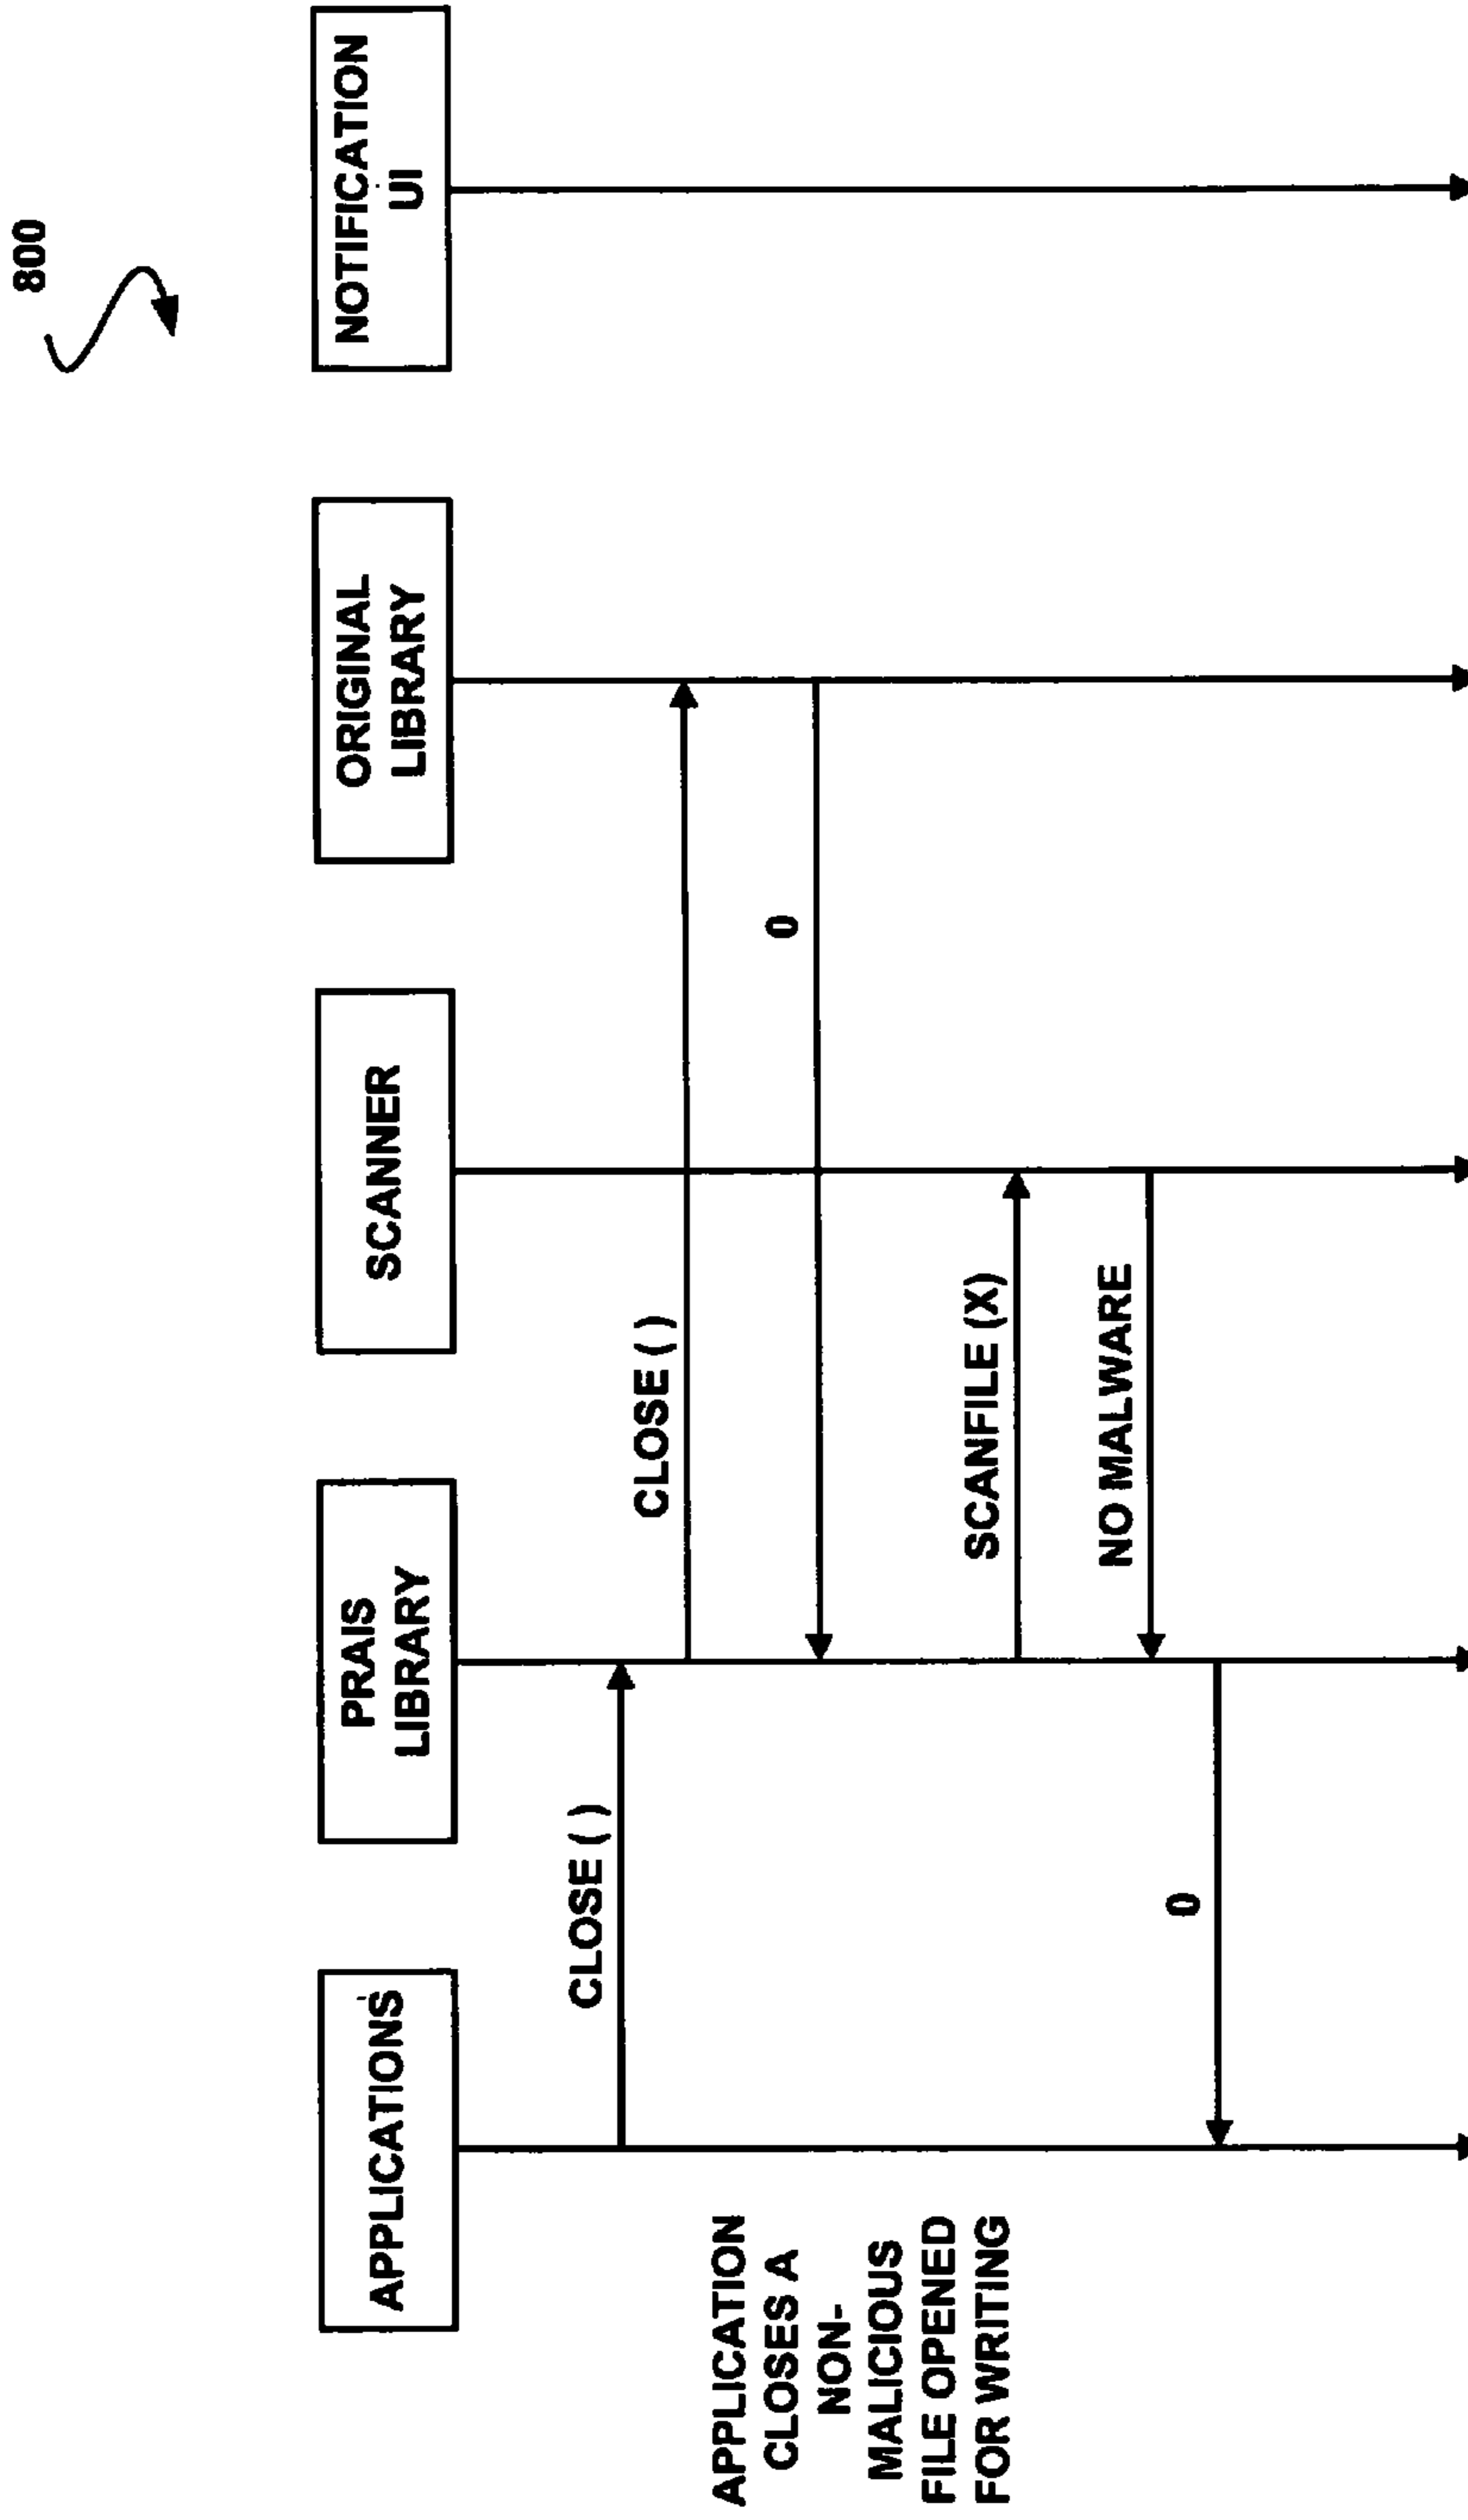 800
APPLICATIONS
PRAIS
LIBRARY
SCANNER
ORIGINAL
LIBRARY
NOTIFICATION
UI
CLOSE ( )
CLOSE ( )
0
SCANFILE (X)
NO MALWARE
0
APPLICATION
CLOSES A
NON-
MALICIOUS
FILE OPENED
FOR WRITING